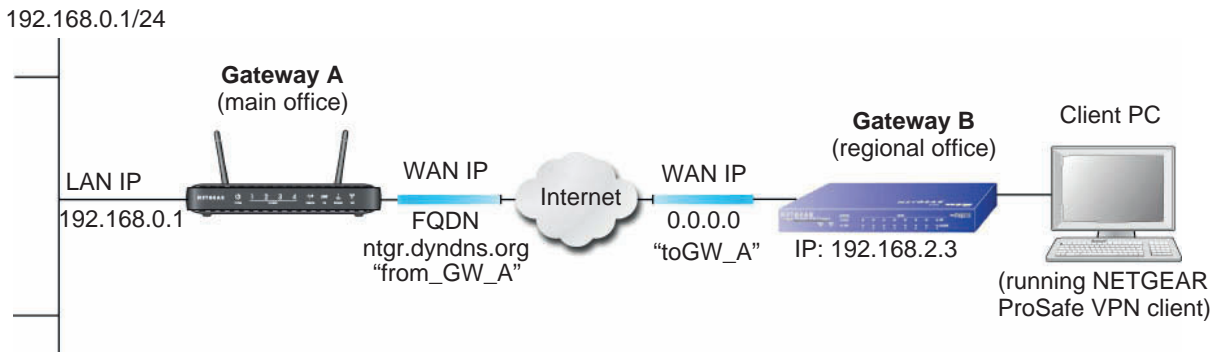 192.168.0.1/24
Gateway A
(main office)
LAN IP
192.168.0.1
NETGEAR
WAN IP
FQDN
ntgr.dyndns.org
“from_GW_A”
Internet
WAN IP
0.0.0.0
“toGW_A”
Gateway B
(regional office)
NETGEAR
IP: 192.168.2.3
Client PC
(running NETGEAR
ProSafe VPN client)